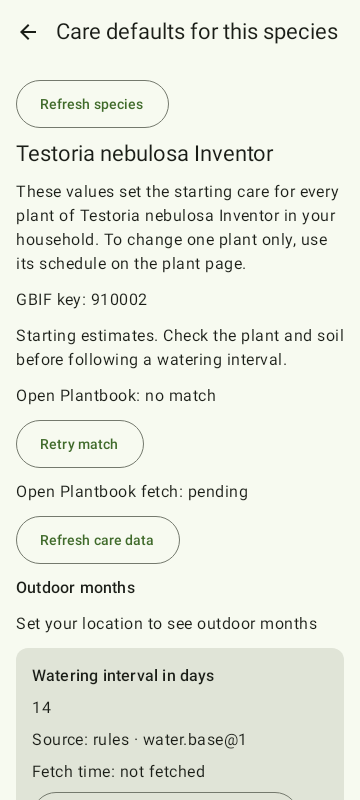 Care defaults for this species
Refresh species
Testoria nebulosa Inventor
These values set the starting care for every
plant of Testoria nebulosa Inventor in your
household. To change one plant only, use
its schedule on the plant page.
GBIF key: 910002
Starting estimates. Check the plant and soil
before following a watering interval.
Open Plantbook: no match
Retry match
Open Plantbook fetch: pending
Refresh care data
Outdoor months
Set your location to see outdoor months
Watering interval in days
14
Source: rules · water.base@1
Fetch time: not fetched